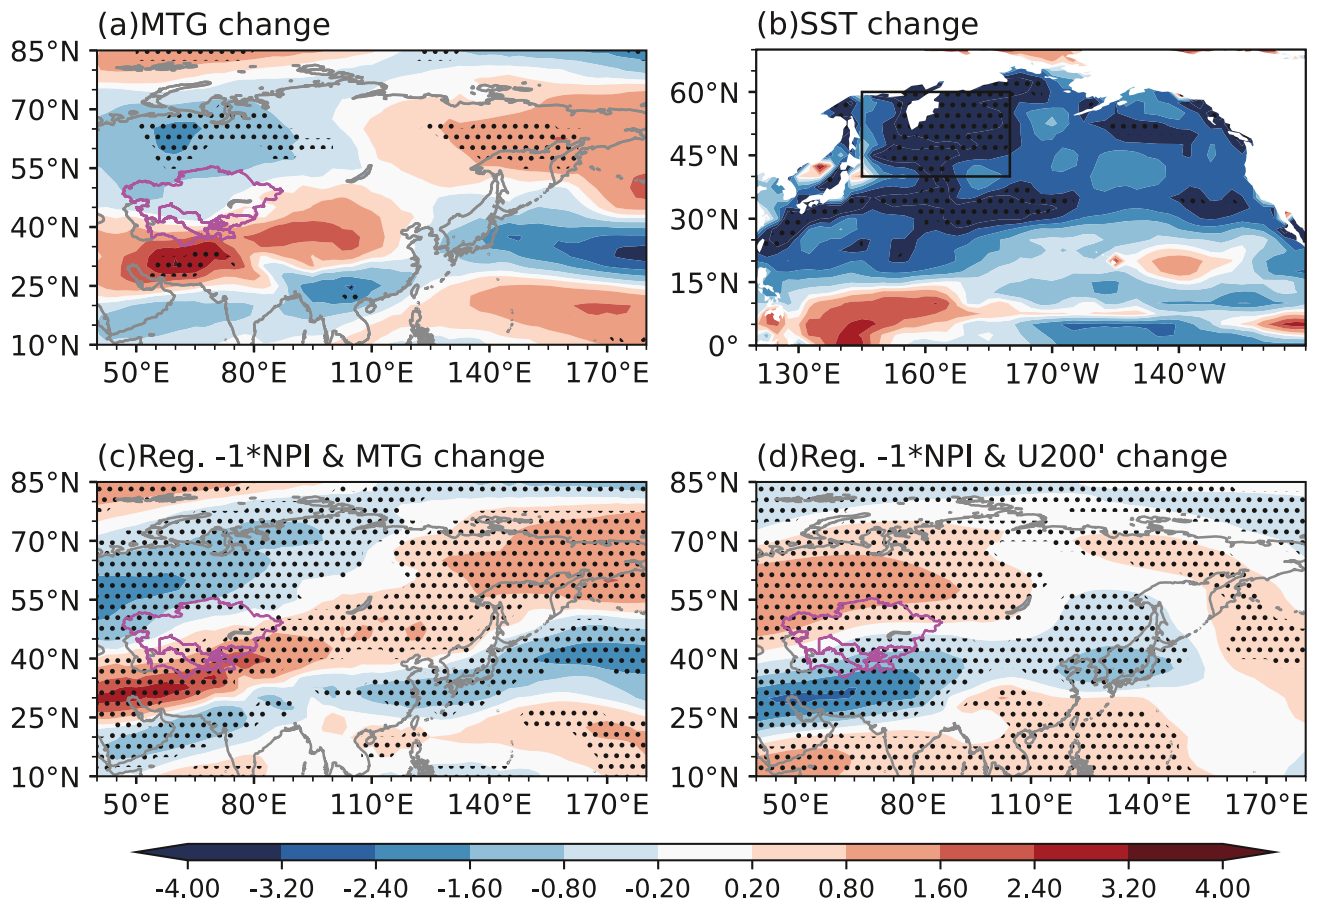 (a)MTG change
(b)SST change
85°N
70°N
55°N
40°N
25°N
10°N
50°E 80°E 110°E 140°E 170°E
60°N
45°N
30°N
15°N
0°
130°E 160°E 170°W 140°W
(c)Reg. -1*NPI & MTG change
(d)Reg. -1*NPI & U200' change
85°N
70°N
55°N
40°N
25°N
10°N
50°E 80°E 110°E 140°E 170°E
85°N
70°N
55°N
40°N
25°N
10°N
50°E 80°E 110°E 140°E 170°E
-4.00 -3.20 -2.40 -1.60 -0.80 -0.20 0.20 0.80 1.60 2.40 3.20 4.00